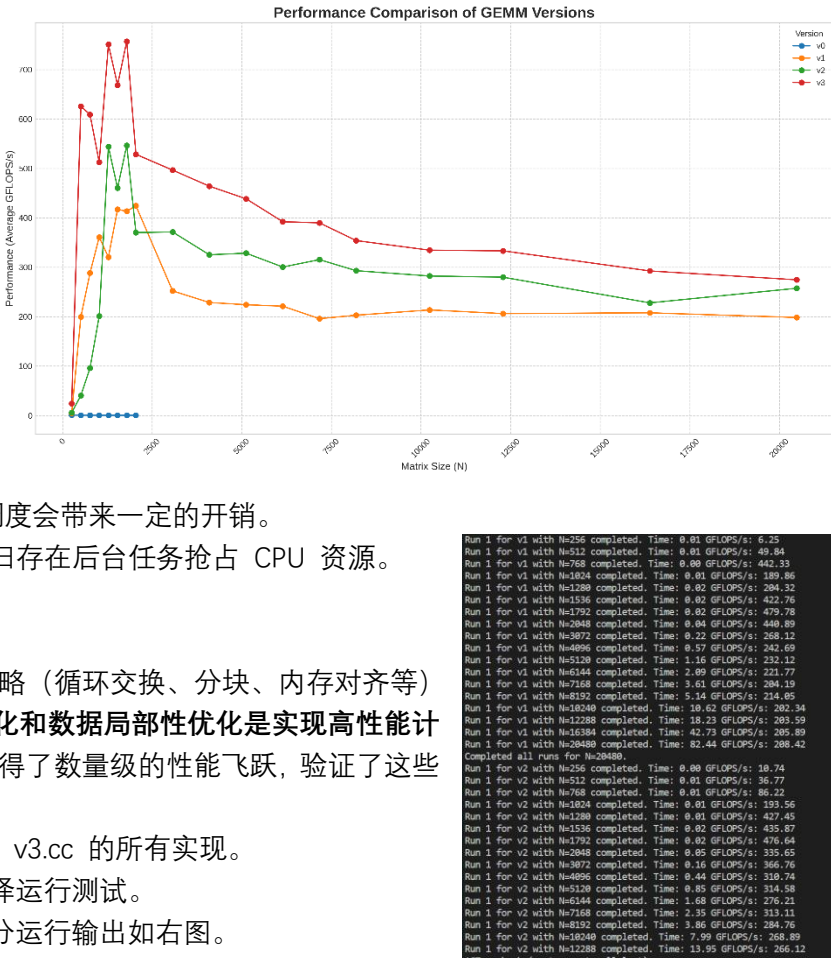 Performance Comparison of GEMM Versions
Version
v0
v1
v2
v3
Performance (Average GFLOPS/s)
700
600
500
400
300
200
100
0
0
2500
5000
7500
10000
12500
15000
17500
20000
Matrix Size (N)
度会带来一定的开销。
存在后台任务抢占 CPU 资源。
略（循环交换、分块、内存对齐等）
化和数据局部性优化是实现高性能计
得了数量级的性能飞跃, 验证了这些
v3.cc 的所有实现。
运行测试。
运行输出如右图。
Run 1 for v1 with N=256 completed. Time: 0.01 GFLOPS/s: 6.25
Run 1 for v1 with N=512 completed. Time: 0.01 GFLOPS/s: 49.84
Run 1 for v1 with N=768 completed. Time: 0.00 GFLOPS/s: 442.33
Run 1 for v1 with N=1024 completed. Time: 0.01 GFLOPS/s: 189.86
Run 1 for v1 with N=1280 completed. Time: 0.02 GFLOPS/s: 204.32
Run 1 for v1 with N=1536 completed. Time: 0.02 GFLOPS/s: 422.76
Run 1 for v1 with N=1792 completed. Time: 0.02 GFLOPS/s: 479.78
Run 1 for v1 with N=2048 completed. Time: 0.04 GFLOPS/s: 440.89
Run 1 for v1 with N=3072 completed. Time: 0.22 GFLOPS/s: 268.12
Run 1 for v1 with N=4096 completed. Time: 0.57 GFLOPS/s: 242.69
Run 1 for v1 with N=5120 completed. Time: 1.16 GFLOPS/s: 232.12
Run 1 for v1 with N=6144 completed. Time: 2.09 GFLOPS/s: 221.77
Run 1 for v1 with N=7168 completed. Time: 3.61 GFLOPS/s: 204.19
Run 1 for v1 with N=8192 completed. Time: 5.14 GFLOPS/s: 214.05
Run 1 for v1 with N=10240 completed. Time: 10.62 GFLOPS/s: 202.34
Run 1 for v1 with N=12288 completed. Time: 18.23 GFLOPS/s: 203.59
Run 1 for v1 with N=16384 completed. Time: 42.73 GFLOPS/s: 205.89
Run 1 for v1 with N=20480 completed. Time: 82.44 GFLOPS/s: 208.42
Completed all runs for N=20480.
Run 1 for v2 with N=256 completed. Time: 0.00 GFLOPS/s: 10.74
Run 1 for v2 with N=512 completed. Time: 0.01 GFLOPS/s: 36.77
Run 1 for v2 with N=768 completed. Time: 0.01 GFLOPS/s: 86.22
Run 1 for v2 with N=1024 completed. Time: 0.01 GFLOPS/s: 193.56
Run 1 for v2 with N=1280 completed. Time: 0.01 GFLOPS/s: 427.45
Run 1 for v2 with N=1536 completed. Time: 0.02 GFLOPS/s: 435.87
Run 1 for v2 with N=1792 completed. Time: 0.02 GFLOPS/s: 476.64
Run 1 for v2 with N=2048 completed. Time: 0.05 GFLOPS/s: 335.65
Run 1 for v2 with N=3072 completed. Time: 0.16 GFLOPS/s: 366.76
Run 1 for v2 with N=4096 completed. Time: 0.44 GFLOPS/s: 310.74
Run 1 for v2 with N=5120 completed. Time: 0.85 GFLOPS/s: 314.58
Run 1 for v2 with N=6144 completed. Time: 1.68 GFLOPS/s: 276.21
Run 1 for v2 with N=7168 completed. Time: 2.35 GFLOPS/s: 313.11
Run 1 for v2 with N=8192 completed. Time: 3.86 GFLOPS/s: 284.76
Run 1 for v2 with N=10240 completed. Time: 7.99 GFLOPS/s: 268.89
Run 1 for v2 with N=12288 completed. Time: 13.95 GFLOPS/s: 266.12